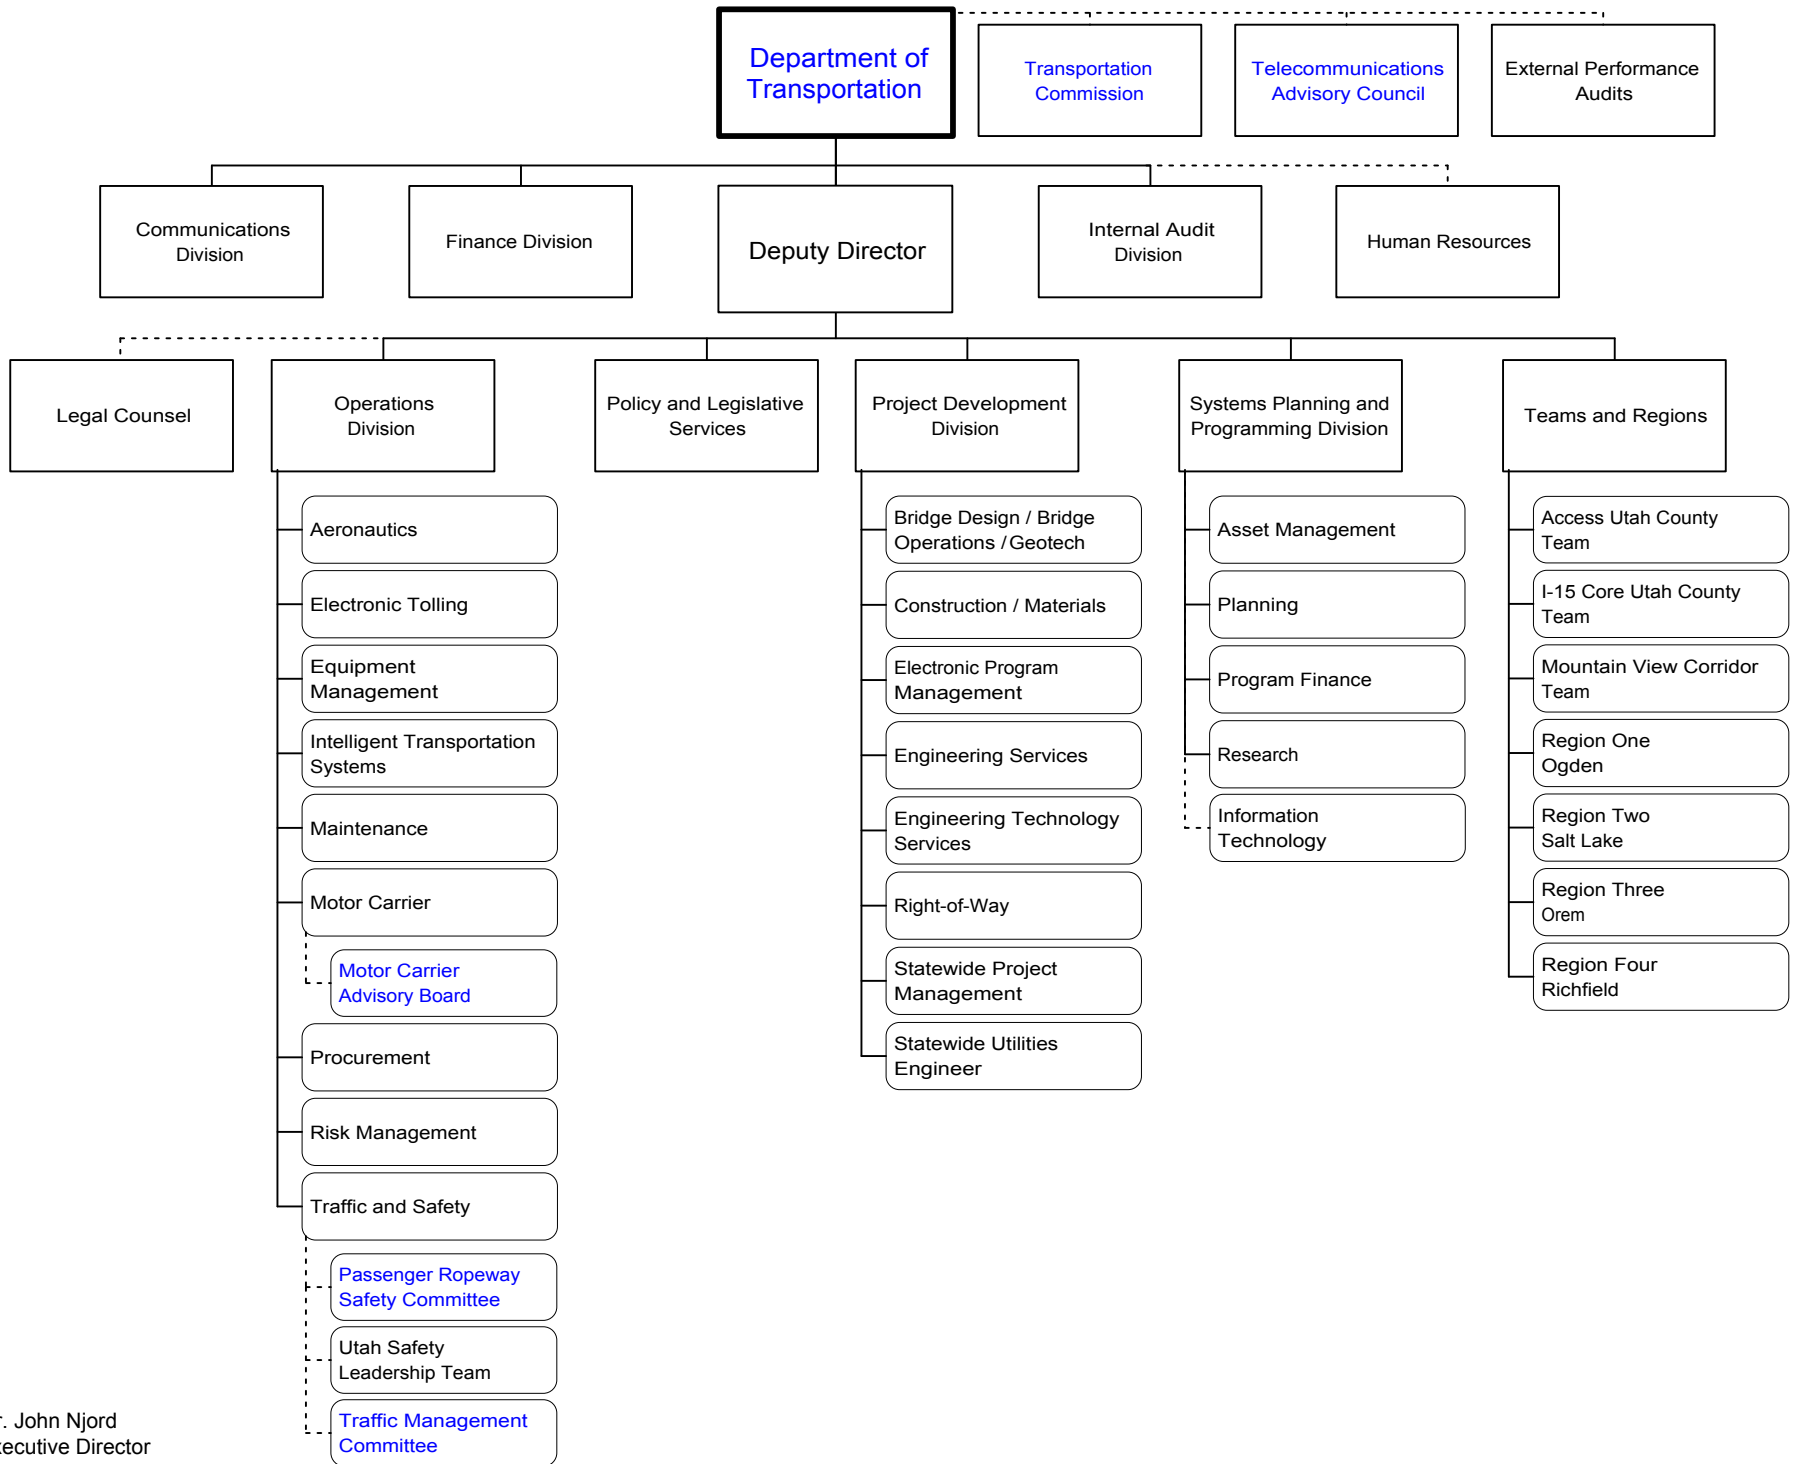 Department of
Transportation
Transportation
Commission
Telecommunications
Advisory Council
External Performance
Audits
Communications
Division
Finance Division
Deputy Director
Internal Audit
Division
Human Resources
Legal Counsel
Operations
Division
Policy and Legislative
Services
Project Development
Division
Systems Planning and
Programming Division
Teams and Regions
Aeronautics
Electronic Tolling
Equipment
Management
Intelligent Transportation
Systems
Maintenance
Motor Carrier
Motor Carrier
Advisory Board
Procurement
Risk Management
Traffic and Safety
Passenger Ropeway
Safety Committee
Utah Safety
Leadership Team
Traffic Management
Committee
Bridge Design / Bridge
Operations / Geotech
Construction / Materials
Electronic Program
Management
Engineering Services
Engineering Technology
Services
Right-of-Way
Statewide Project
Management
Statewide Utilities
Engineer
Asset Management
Planning
Program Finance
Research
Information
Technology
Access Utah County
Team
I-15 Core Utah County
Team
Mountain View Corridor
Team
Region One
Ogden
Region Two
Salt Lake
Region Three
Orem
Region Four
Richfield
r. John Njord
xecutive Director